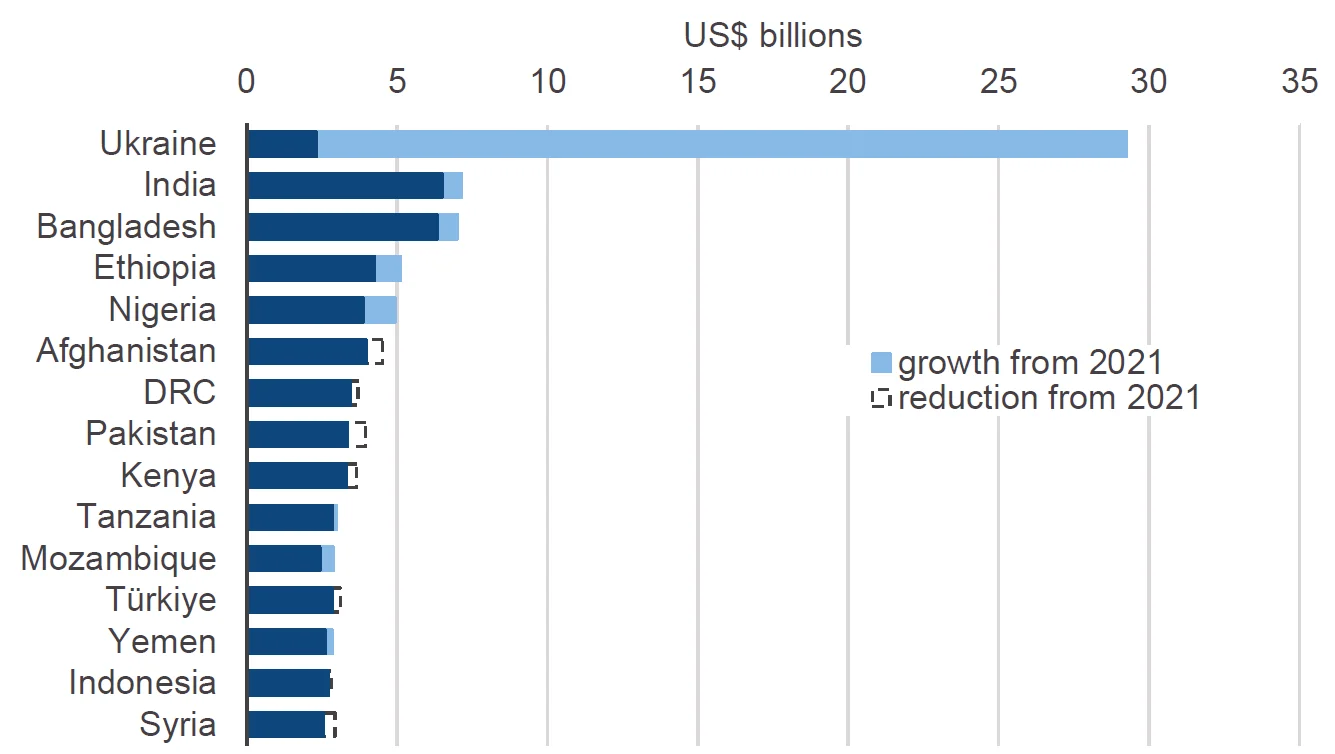 US$ billions
0 5 10 15 20 25 30 35
Ukraine
India
Bangladesh
Ethiopia
Nigeria
Afghanistan
growth from 2021
DRC
reduction from 2021
Pakistan
Kenya
Tanzania
Mozambique
Türkiye
Yemen
Indonesia
Syria